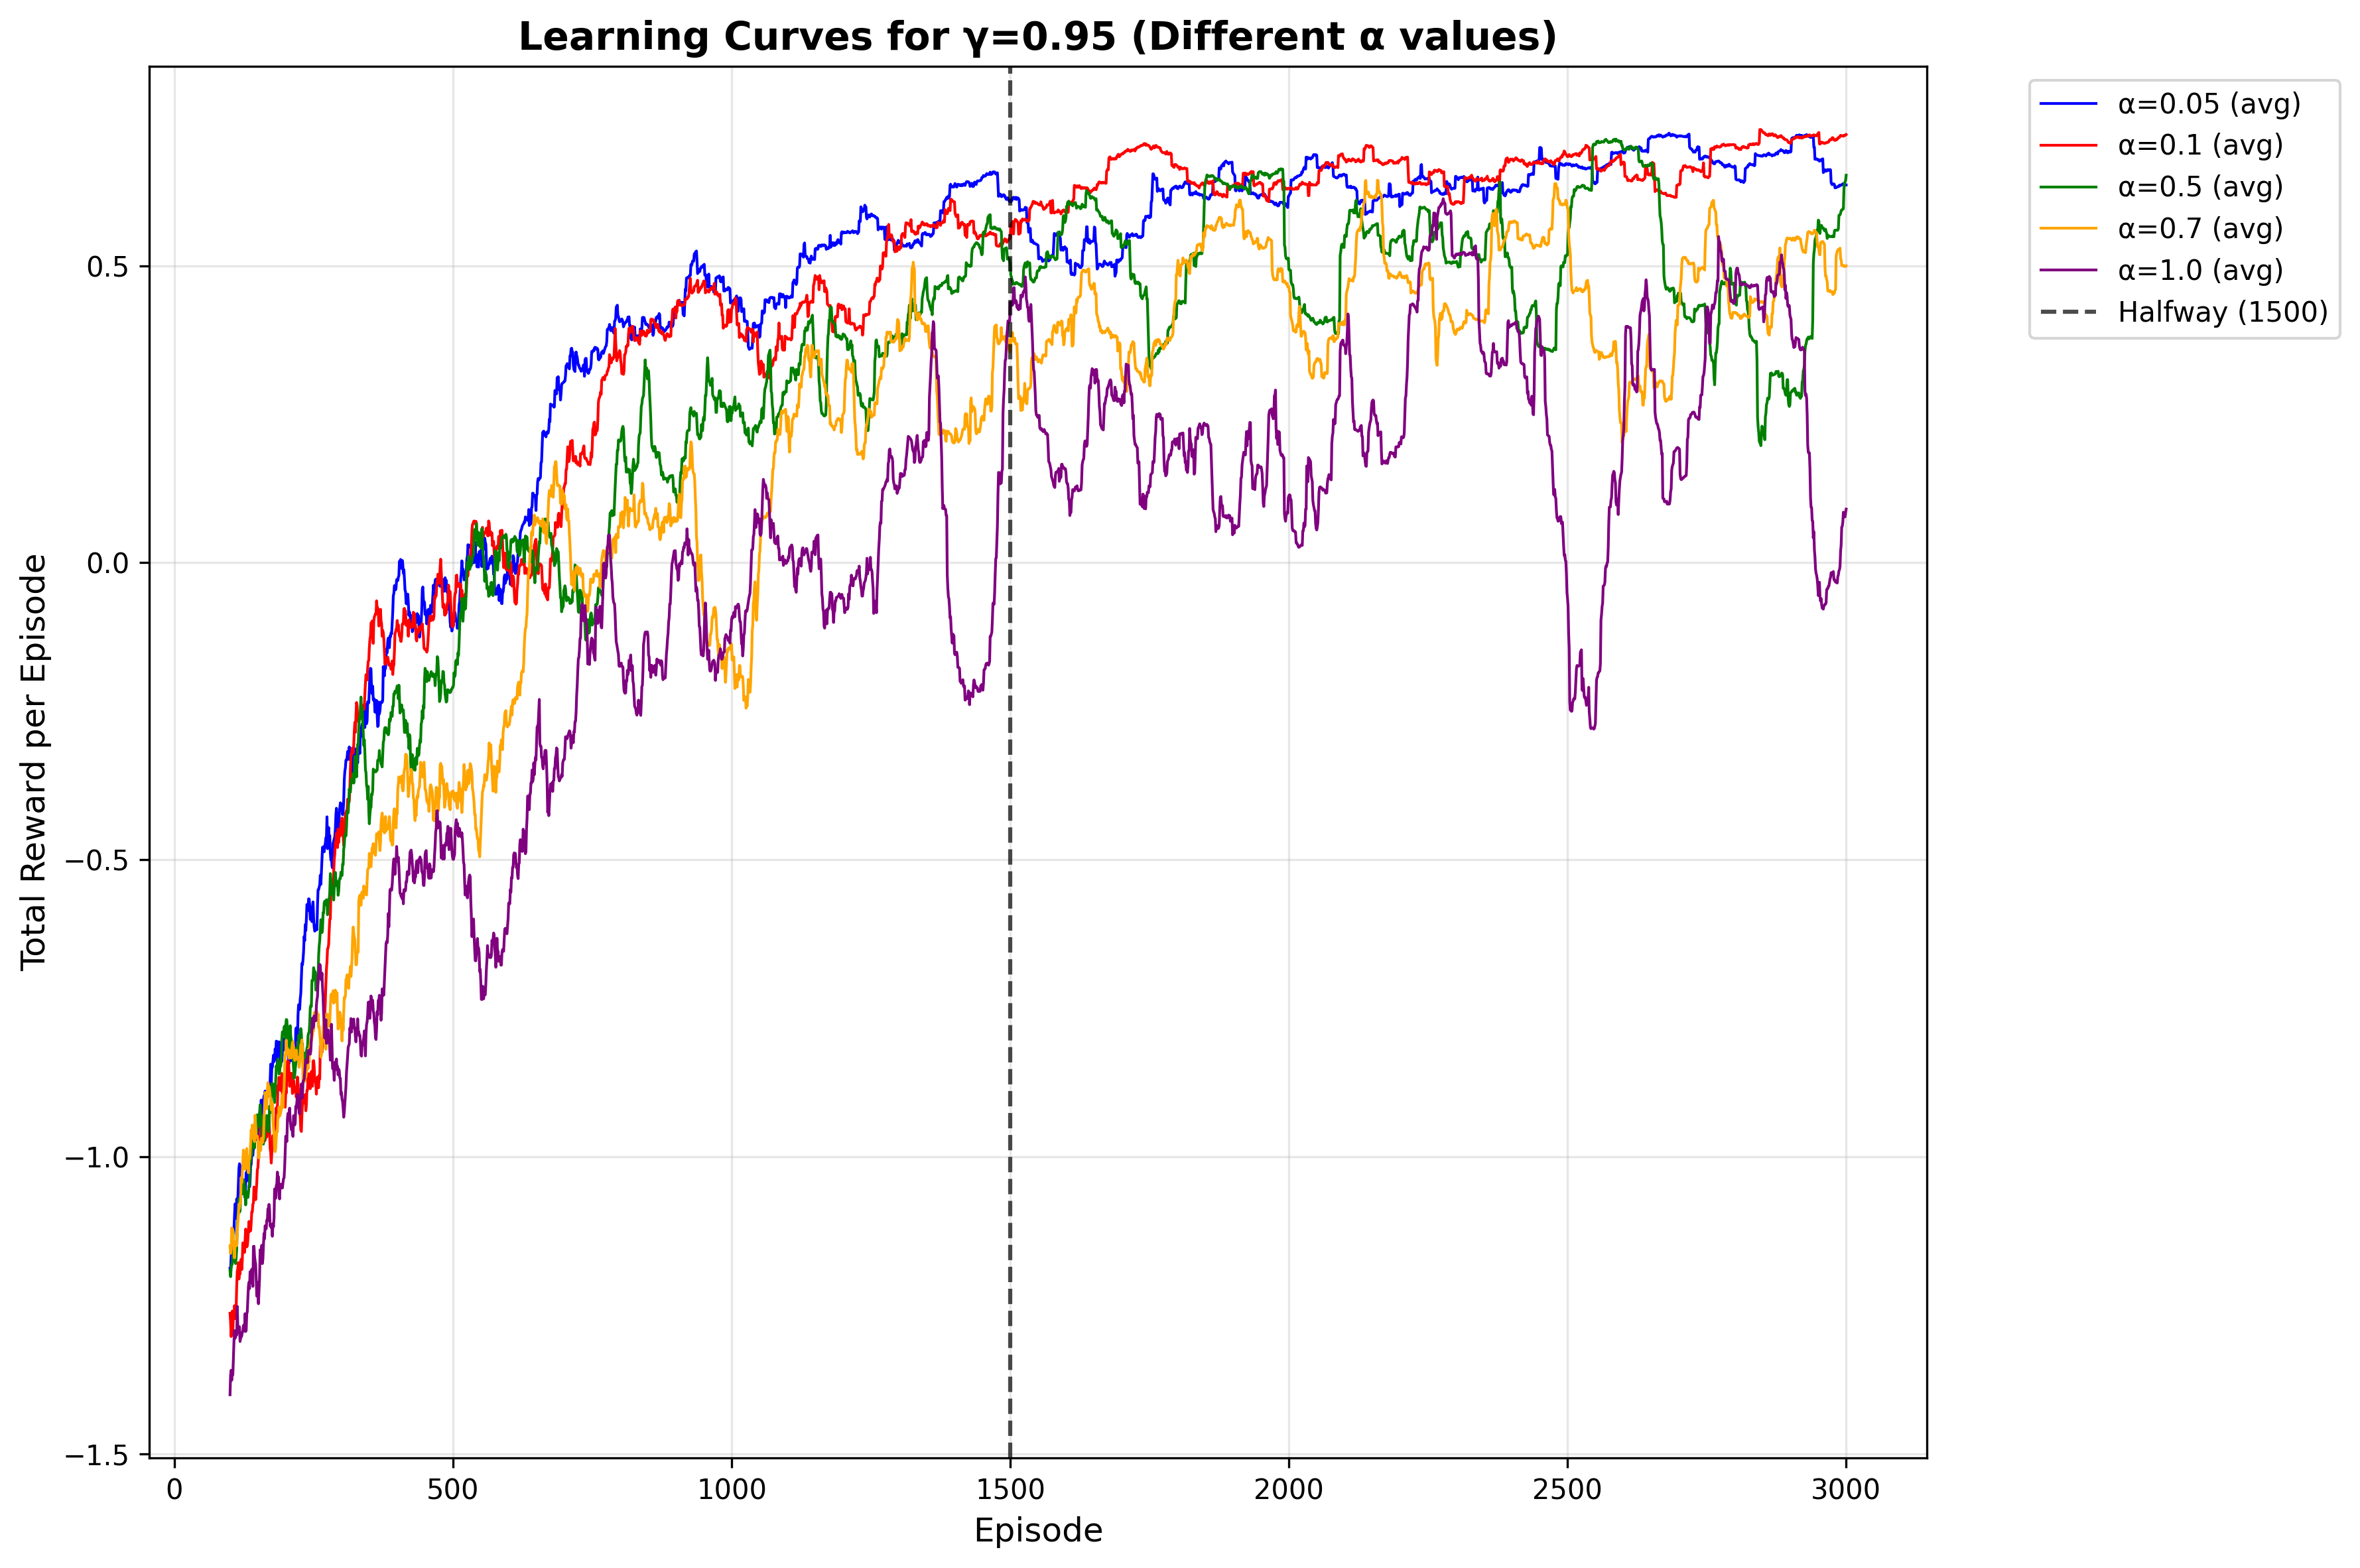 Learning Curves for γ=0.95 (Different α values)
α=0.05 (avg)
α=0.1 (avg)
α=0.5 (avg)
α=0.7 (avg)
α=1.0 (avg)
Halfway (1500)
Total Reward per Episode
0.5
0.0
−0.5
−1.0
−1.5
0 500 1000 1500 2000 2500 3000
Episode